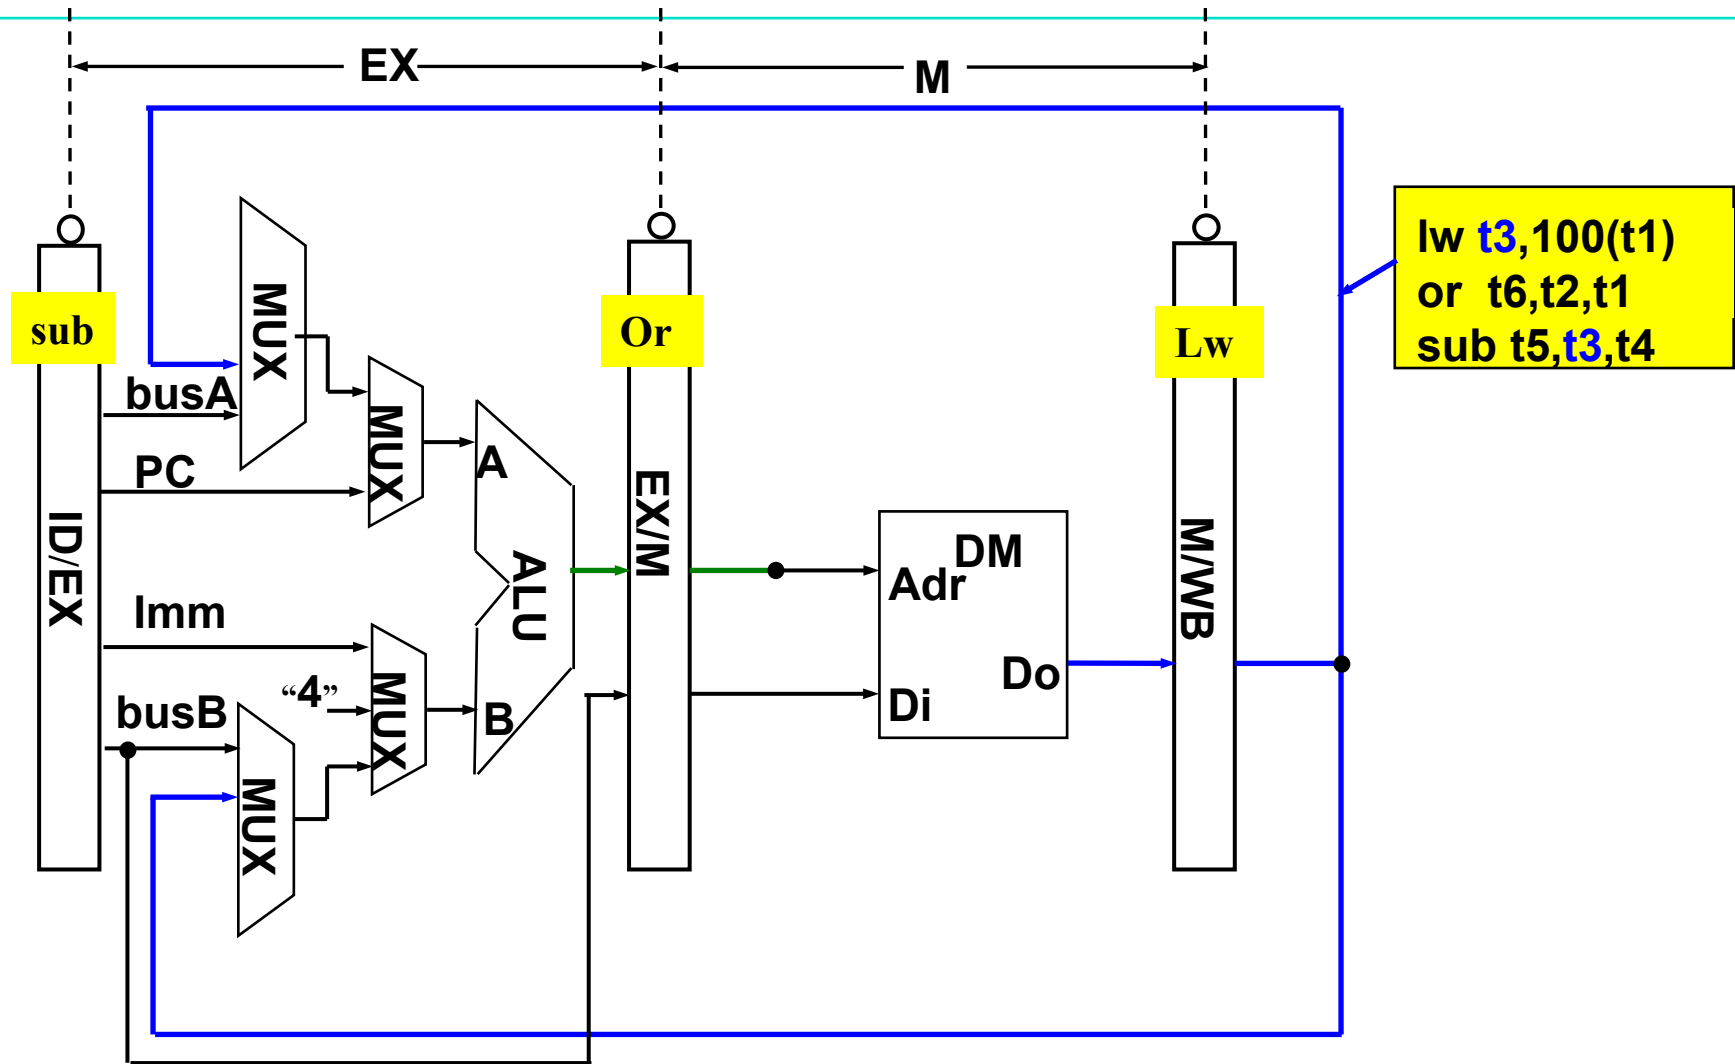 EX
M
lw t3,100(t1)
or t6,t2,t1
sub t5,t3,t4
sub
Or
Lw
MUX
busA
MUX
PC
A
ID/EX
EX/M
M/WB
ALU
DM
Adr
Imm
Do
"4"
MUX
busB
B
Di
MUX